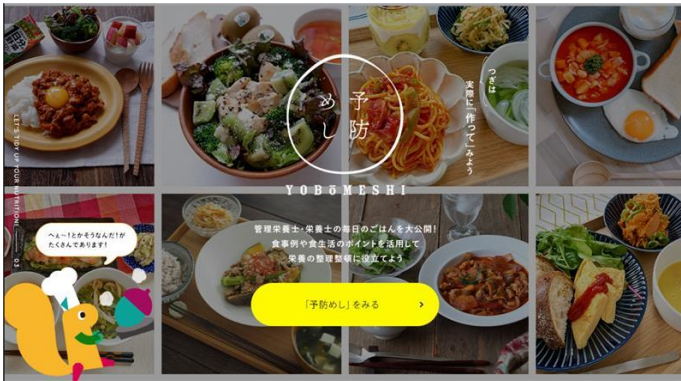 予防
めし
YOBŌMESHI
つぎは
実際に「作って」みよう
管理栄養士・栄養士の毎日のごはんを大公開!
食事例や食生活のポイントを活用して
栄養の整理整頓に役立てよう
「予防めし」をみる
へぇ〜!とかそうなんだ!が
たくさんであります!
LET'S TIDY UP YOUR NUTRITION!
03